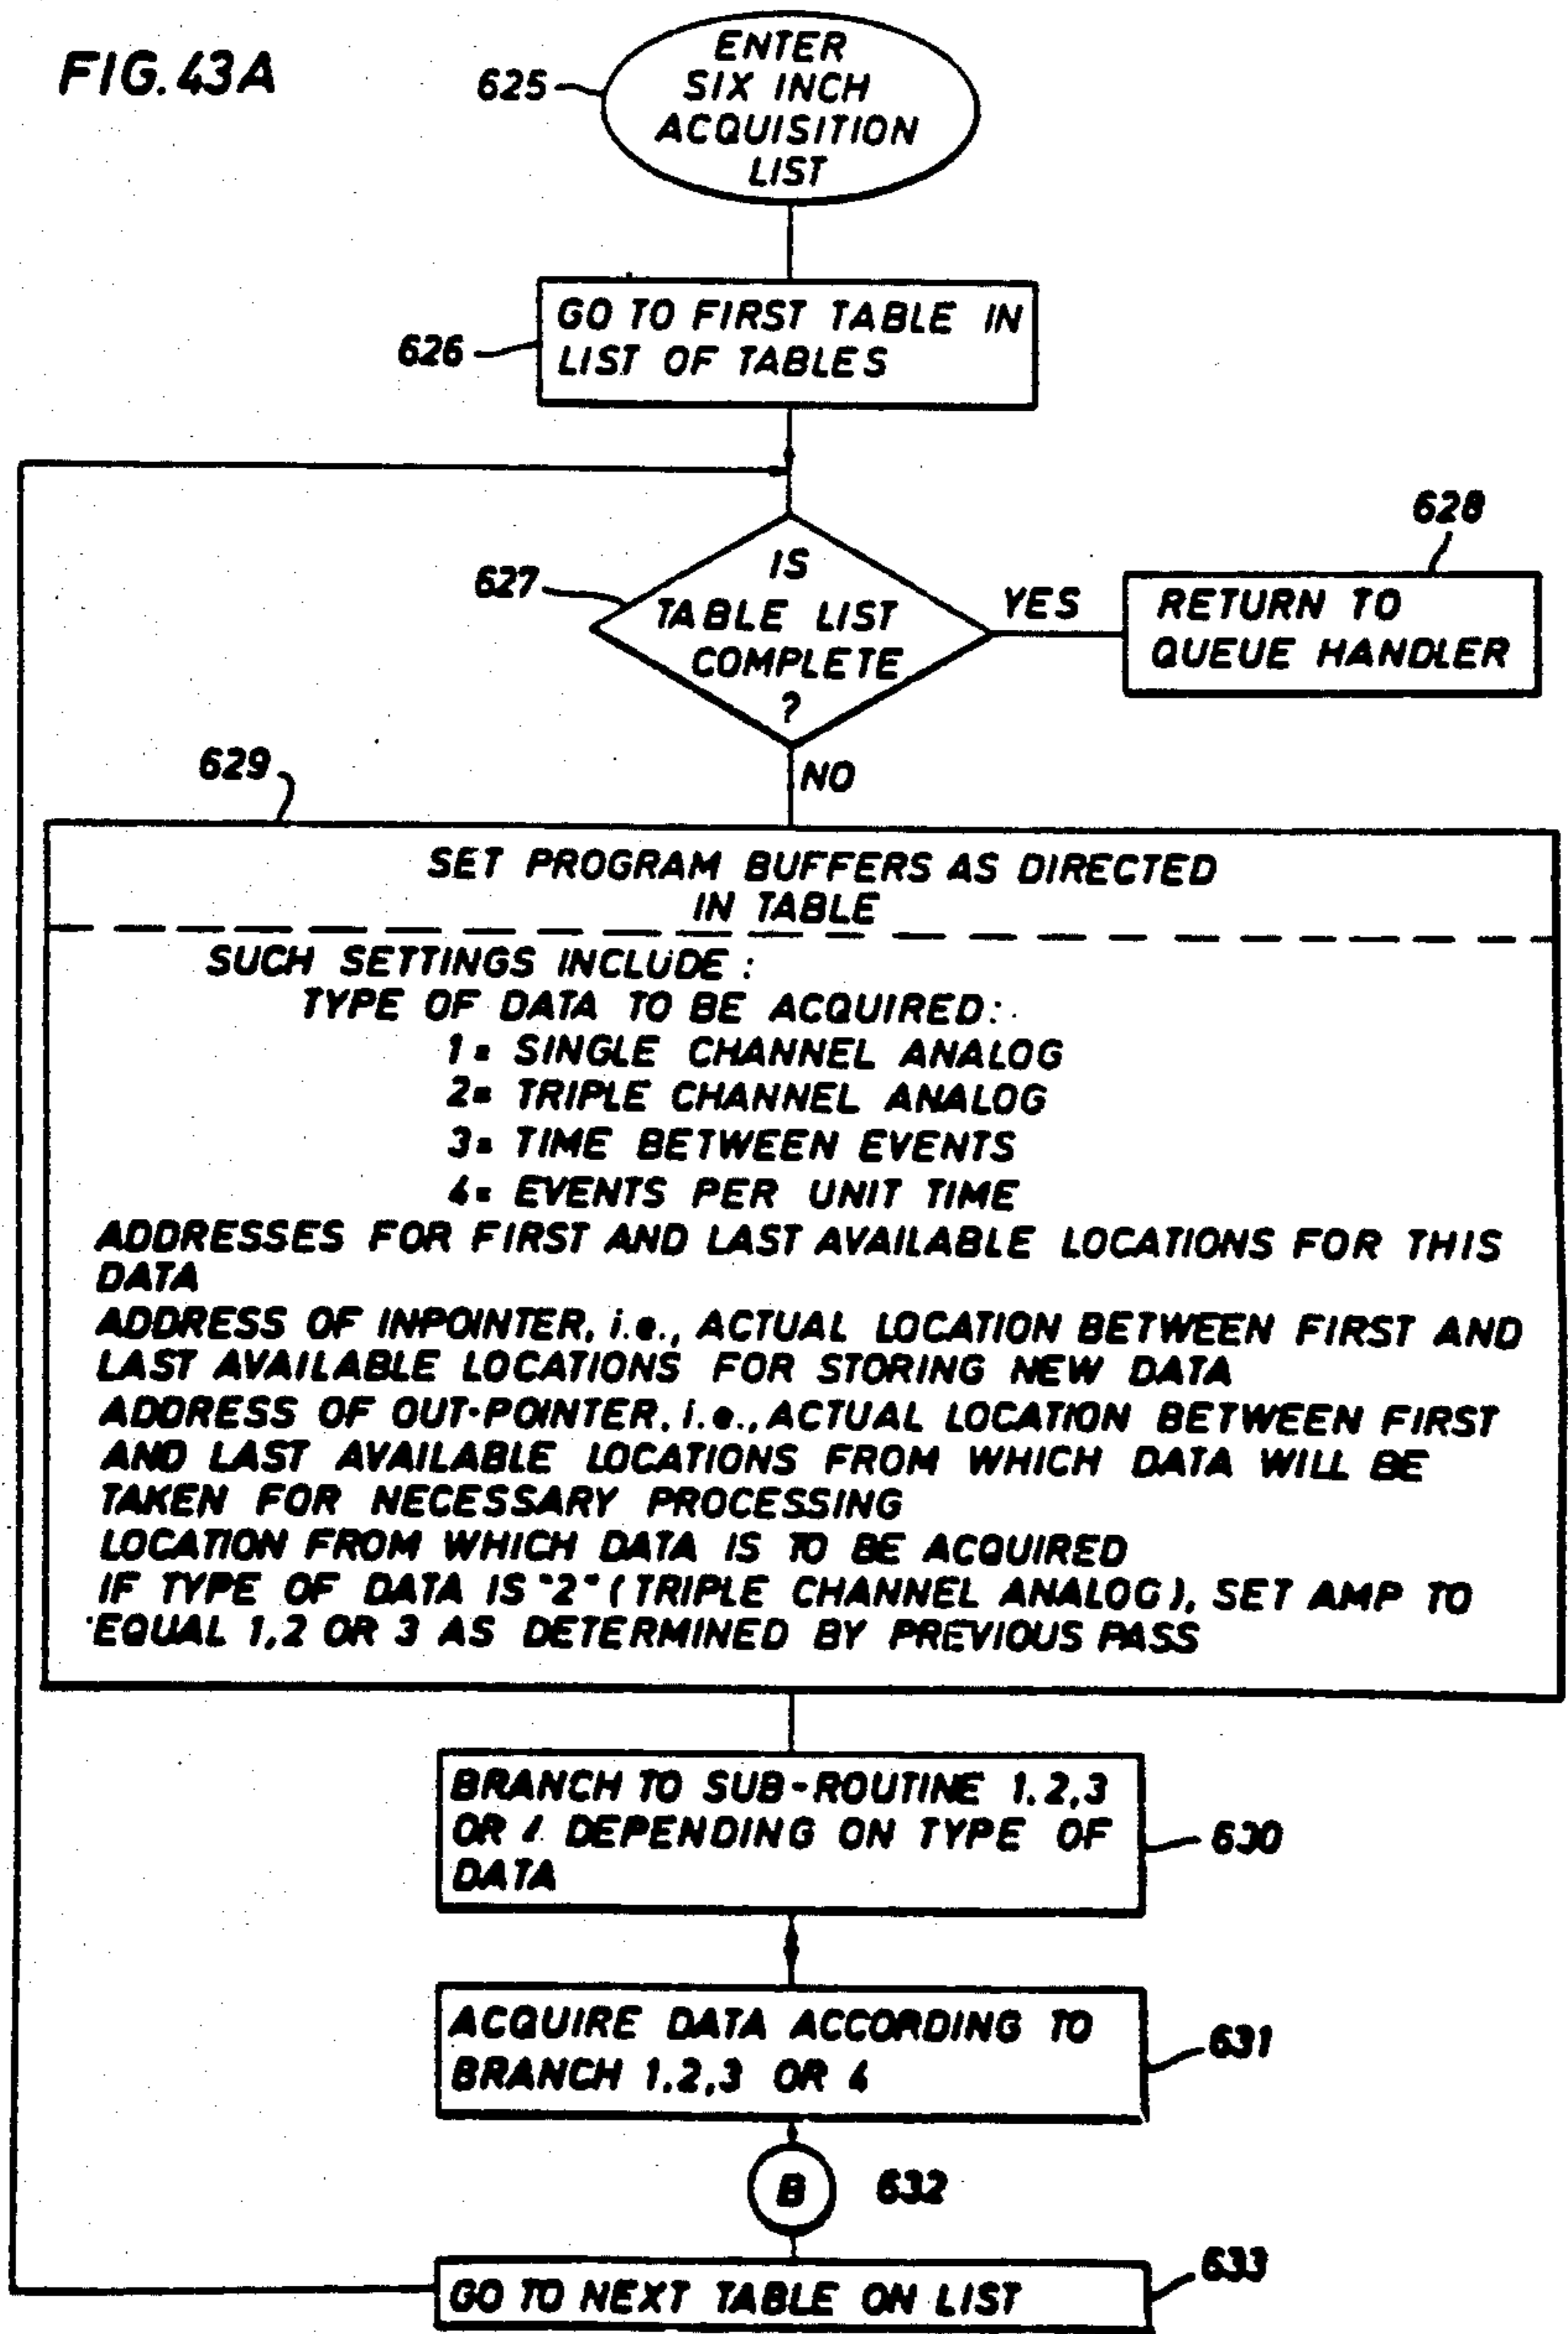 FIG. 43A
625
ENTER
SIX INCH
ACQUISITION
LIST
626
GO TO FIRST TABLE IN
LIST OF TABLES
627
IS
TABLE LIST
COMPLETE
?
YES
628
RETURN TO
QUEUE HANDLER
NO
629
SET PROGRAM BUFFERS AS DIRECTED
IN TABLE
SUCH SETTINGS INCLUDE :
TYPE OF DATA TO BE ACQUIRED:
1= SINGLE CHANNEL ANALOG
2= TRIPLE CHANNEL ANALOG
3= TIME BETWEEN EVENTS
4= EVENTS PER UNIT TIME
ADDRESSES FOR FIRST AND LAST AVAILABLE LOCATIONS FOR THIS
DATA
ADDRESS OF INPOINTER, i.e., ACTUAL LOCATION BETWEEN FIRST AND
LAST AVAILABLE LOCATIONS FOR STORING NEW DATA
ADDRESS OF OUT-POINTER, i.e., ACTUAL LOCATION BETWEEN FIRST
AND LAST AVAILABLE LOCATIONS FROM WHICH DATA WILL BE
TAKEN FOR NECESSARY PROCESSING
LOCATION FROM WHICH DATA IS TO BE ACQUIRED
IF TYPE OF DATA IS "2" (TRIPLE CHANNEL ANALOG), SET AMP TO
EQUAL 1,2 OR 3 AS DETERMINED BY PREVIOUS PASS
BRANCH TO SUB-ROUTINE 1,2,3
OR 4 DEPENDING ON TYPE OF
DATA
630
ACQUIRE DATA ACCORDING TO
BRANCH 1,2,3 OR 4
631
B
632
GO TO NEXT TABLE ON LIST
633